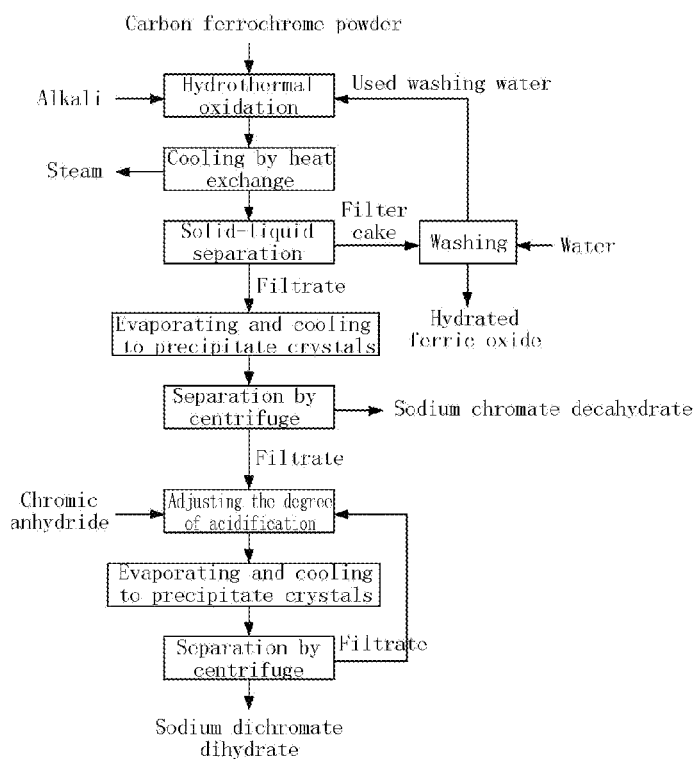 Carbon ferrochrome powder
Alkali
Hydrothermal
oxidation
Used washing water
Steam
Cooling by heat
exchange
Solid-liquid
separation
Filter
cake
Washing
Water
Filtrate
Hydrated
ferric oxide
Evaporating and cooling
to precipitate crystals
Separation by
centrifuge
Sodium chromate decahydrate
Filtrate
Chromic
anhydride
Adjusting the degree
of acidification
Evaporating and cooling
to precipitate crystals
Separation by
centrifuge
Filtrate
Sodium dichromate
dihydrate